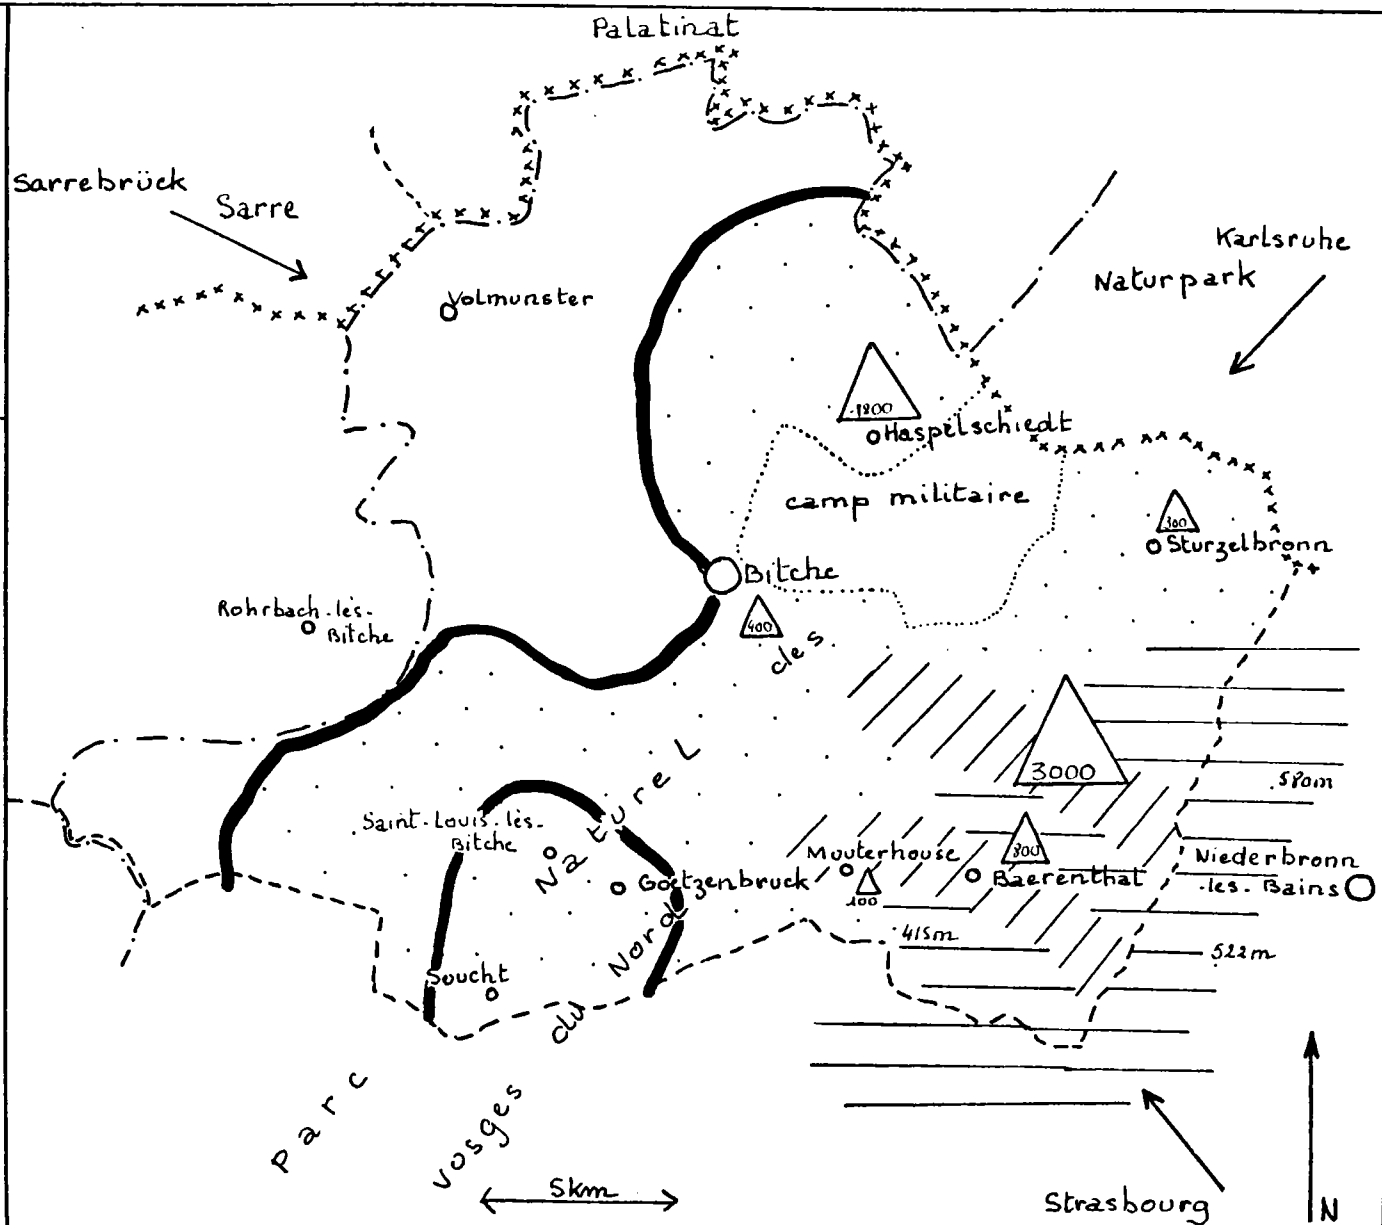 Palatinat
Sarrebrück
Sarre
Karlsruhe
Naturpark
Volmunster
1200
Haspelschiedt
camp militaire
300
Sturzelbronn
Bitche
Rohrbach-lès-
Bitche
400
des
3000
580m
Naturel
Saint-Louis-lès-
Bitche
Mouterhouse
800
Niederbronn
-les-Bains
Goetzenbruck
100
Baerenthal
Nord
415m
522m
Soucht
du
Parc
Vosges
5km
Strasbourg
N